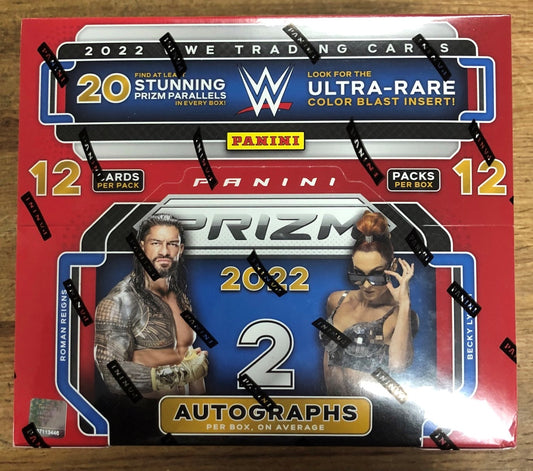 2022 WWE TRADING CARDS
20
FIND AT LEAST
STUNNING
PRIZM PARALLELS
IN EVERY BOX!
W
LOOK FOR THE
ULTRA-RARE
COLOR BLAST INSERT!
PANINI
12
CARDS
PER PACK
PANINI
PACKS
PER BOX
12
PRIZM
2022
ROMAN REIGNS
BECKY LY
2
AUTOGRAPHS
PER BOX, ON AVERAGE